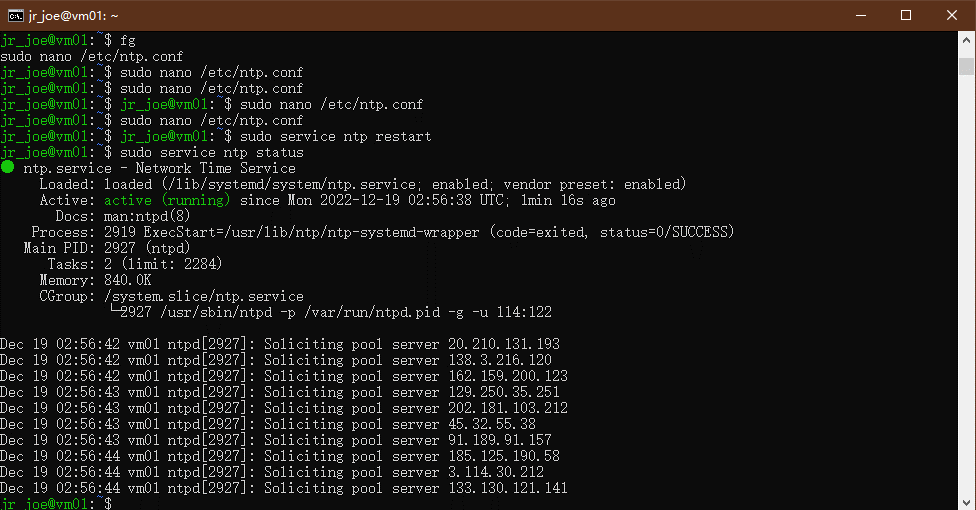 jr_joe@vm01: ~
jr_joe@vm01:~$ fg
sudo nano /etc/ntp.conf
jr_joe@vm01:~$ sudo nano /etc/ntp.conf
jr_joe@vm01:~$ sudo nano /etc/ntp.conf
jr_joe@vm01:~$ jr_joe@vm01:~$ sudo nano /etc/ntp.conf
jr_joe@vm01:~$ sudo nano /etc/ntp.conf
jr_joe@vm01:~$ jr_joe@vm01:~$ sudo service ntp restart
jr_joe@vm01:~$ sudo service ntp status
● ntp.service - Network Time Service
Loaded: loaded (/lib/systemd/system/ntp.service; enabled; vendor preset: enabled)
Active: active (running) since Mon 2022-12-19 02:56:38 UTC; 1min 16s ago
Docs: man:ntpd(8)
Process: 2919 ExecStart=/usr/lib/ntp/ntp-systemd-wrapper (code=exited, status=0/SUCCESS)
Main PID: 2927 (ntpd)
Tasks: 2 (limit: 2284)
Memory: 840.0K
CGroup: /system.slice/ntp.service
└─2927 /usr/sbin/ntpd -p /var/run/ntpd.pid -g -u 114:122
Dec 19 02:56:42 vm01 ntpd[2927]: Soliciting pool server 20.210.131.193
Dec 19 02:56:42 vm01 ntpd[2927]: Soliciting pool server 138.3.216.120
Dec 19 02:56:42 vm01 ntpd[2927]: Soliciting pool server 162.159.200.123
Dec 19 02:56:43 vm01 ntpd[2927]: Soliciting pool server 129.250.35.251
Dec 19 02:56:43 vm01 ntpd[2927]: Soliciting pool server 202.181.103.212
Dec 19 02:56:43 vm01 ntpd[2927]: Soliciting pool server 45.32.55.38
Dec 19 02:56:43 vm01 ntpd[2927]: Soliciting pool server 91.189.91.157
Dec 19 02:56:44 vm01 ntpd[2927]: Soliciting pool server 185.125.190.58
Dec 19 02:56:44 vm01 ntpd[2927]: Soliciting pool server 3.114.30.212
Dec 19 02:56:44 vm01 ntpd[2927]: Soliciting pool server 133.130.121.141
jr_joe@vm01:~$